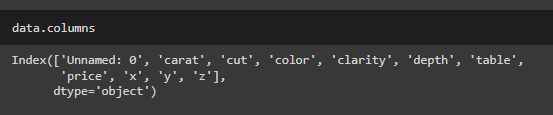 data.columns
Index(['Unnamed: 0', 'carat', 'cut', 'color', 'clarity', 'depth', 'table',
'price', 'x', 'y', 'z'],
dtype='object')